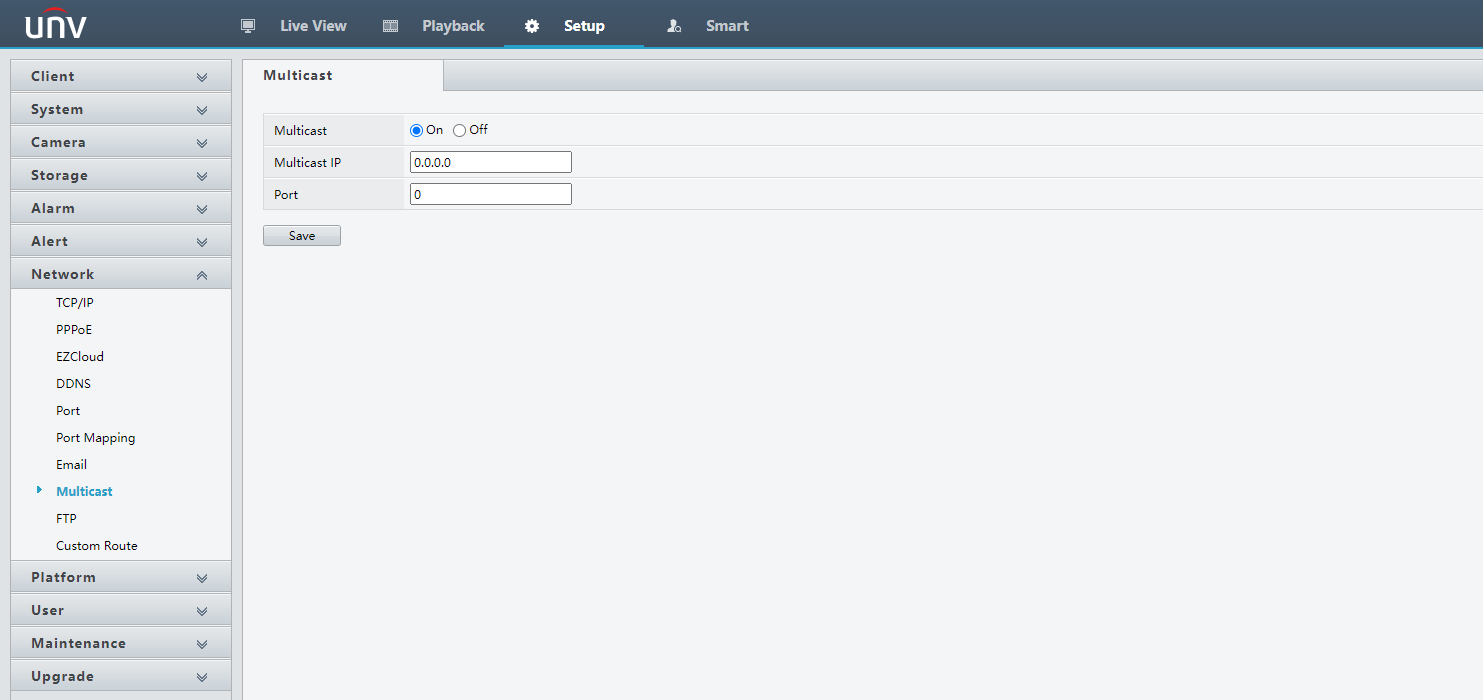 unv
Live View
Playback
Setup
Smart
Client
System
Camera
Storage
Alarm
Alert
Network
TCP/IP
PPPoE
EZCloud
DDNS
Port
Port Mapping
Email
Multicast
FTP
Custom Route
Platform
User
Maintenance
Upgrade
Multicast
Multicast On Off
Multicast IP 0.0.0.0
Port 0
Save